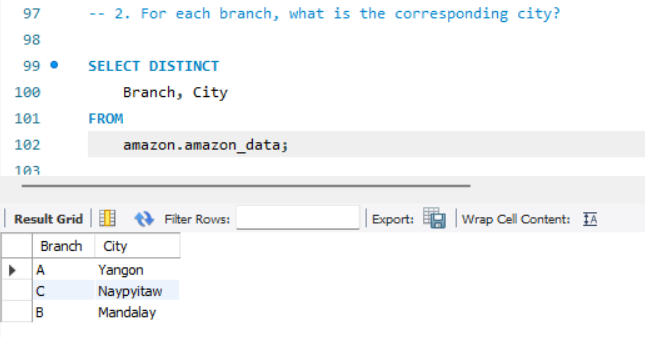 97 -- 2. For each branch, what is the corresponding city?
98
99 SELECT DISTINCT
100 Branch, City
101 FROM
102 amazon.amazon_data;
103
Result Grid Filter Rows: Export: Wrap Cell Content:
Branch City
A Yangon
C Naypyitaw
B Mandalay